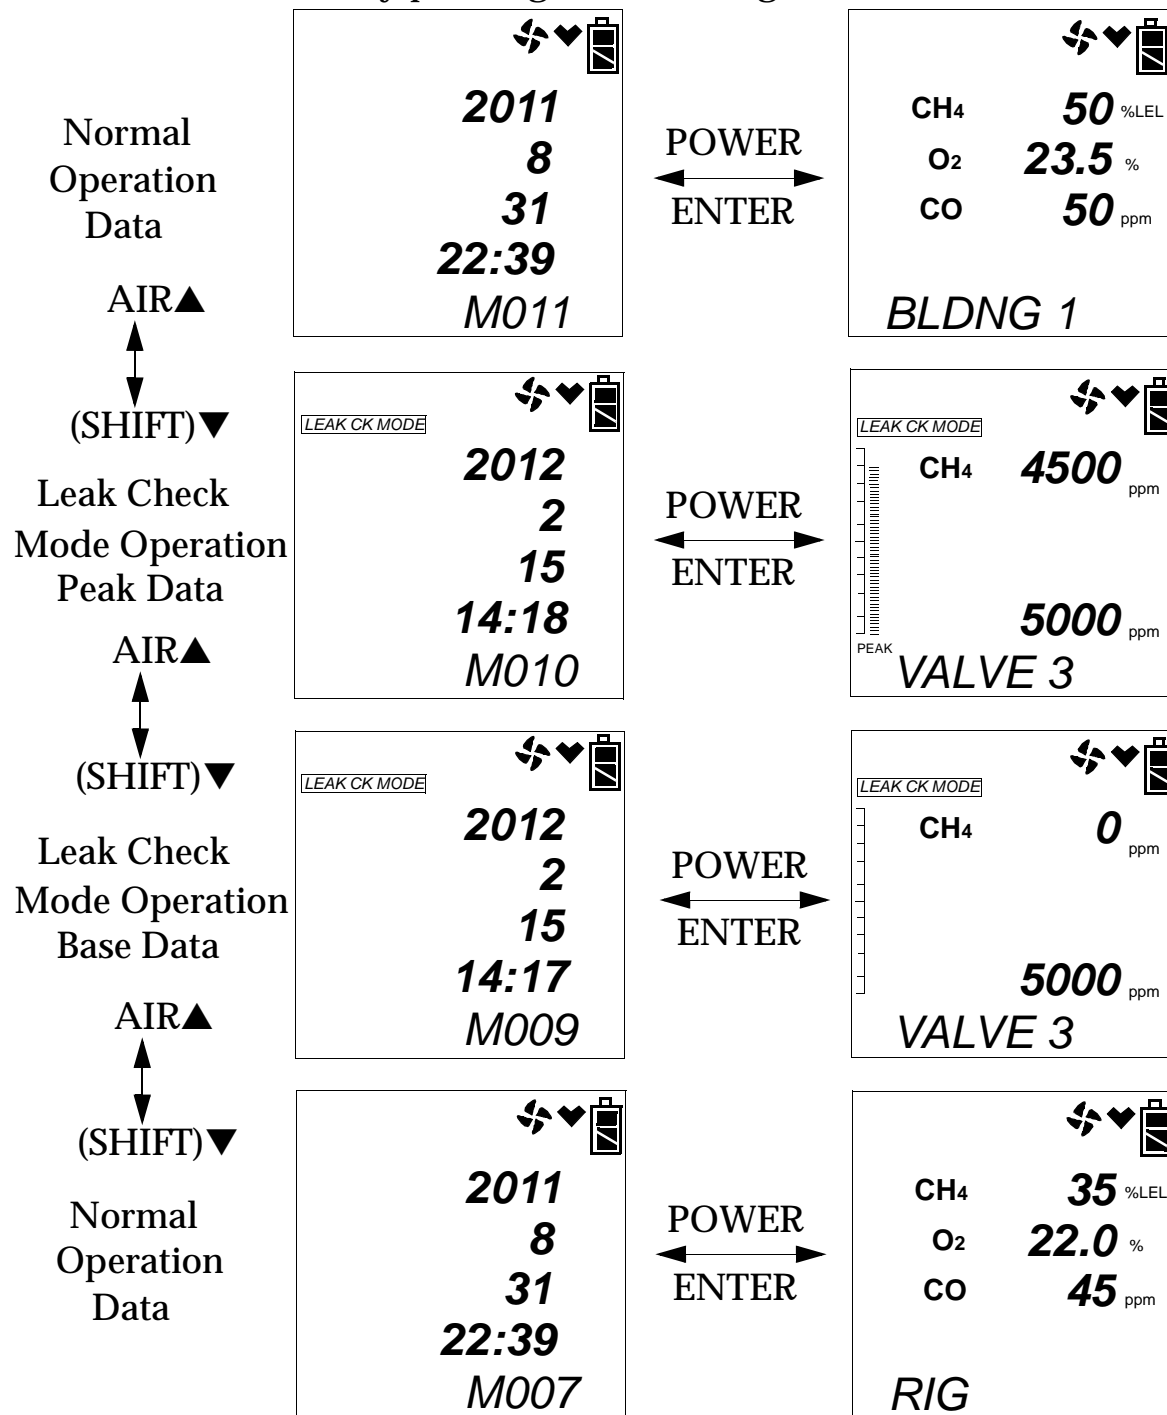 Normal
Operation
Data
2011
8
31
22:39
M011
POWER
ENTER
CH4 50 %LEL
O2 23.5 %
CO 50 ppm
BLDNG 1
AIR▲
(SHIFT)▼
Leak Check
Mode Operation
Peak Data
LEAK CK MODE
2012
2
15
14:18
M010
POWER
ENTER
LEAK CK MODE
CH4 4500 ppm
5000 ppm
PEAK
VALVE 3
AIR▲
(SHIFT)▼
Leak Check
Mode Operation
Base Data
LEAK CK MODE
2012
2
15
14:17
M009
POWER
ENTER
LEAK CK MODE
CH4 0 ppm
5000 ppm
VALVE 3
AIR▲
(SHIFT)▼
Normal
Operation
Data
2011
8
31
22:39
M007
POWER
ENTER
CH4 35 %LEL
O2 22.0 %
CO 45 ppm
RIG